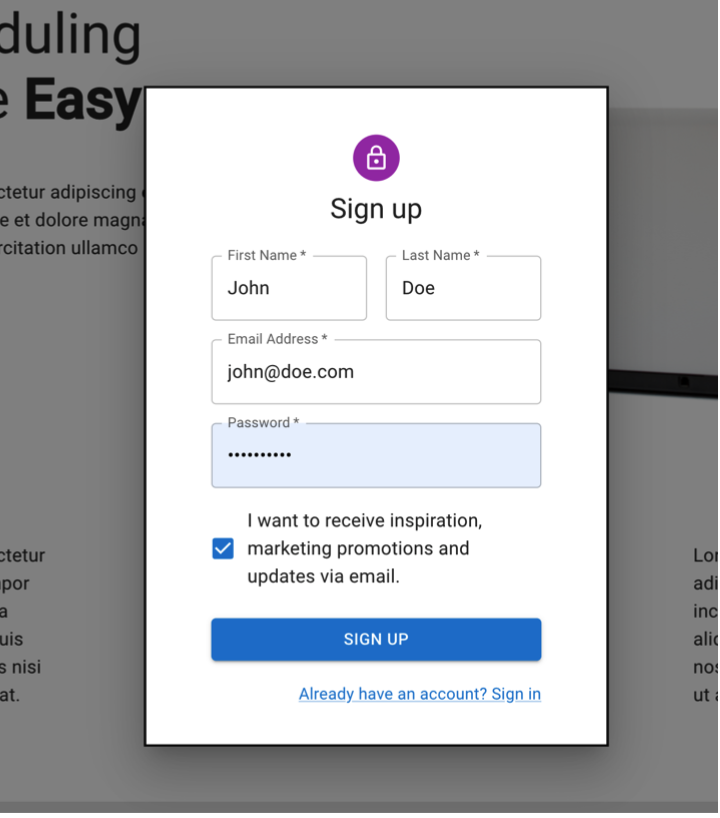 duling
e Easy
ctetur adipiscing
e et dolore magna
rcitation ullamco
Sign up
First Name *
Last Name *
John
Doe
Email Address *
john@doe.com
Password *
••••••••••
I want to receive inspiration,
marketing promotions and
updates via email.
SIGN UP
Already have an account? Sign in
ctetur
por
a
uis
s nisi
at.
Lor
adi
inc
aliq
nos
ut a